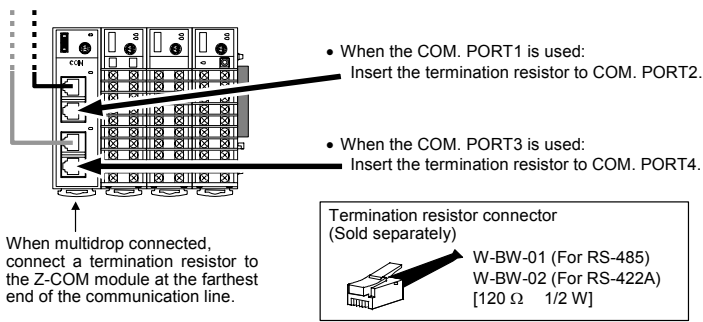 COM
• When the COM. PORT1 is used:
Insert the termination resistor to COM. PORT2.
• When the COM. PORT3 is used:
Insert the termination resistor to COM. PORT4.
When multidrop connected,
connect a termination resistor to
the Z-COM module at the farthest
end of the communication line.
Termination resistor connector
(Sold separately)
W-BW-01 (For RS-485)
W-BW-02 (For RS-422A)
[120 Ω 1/2 W]